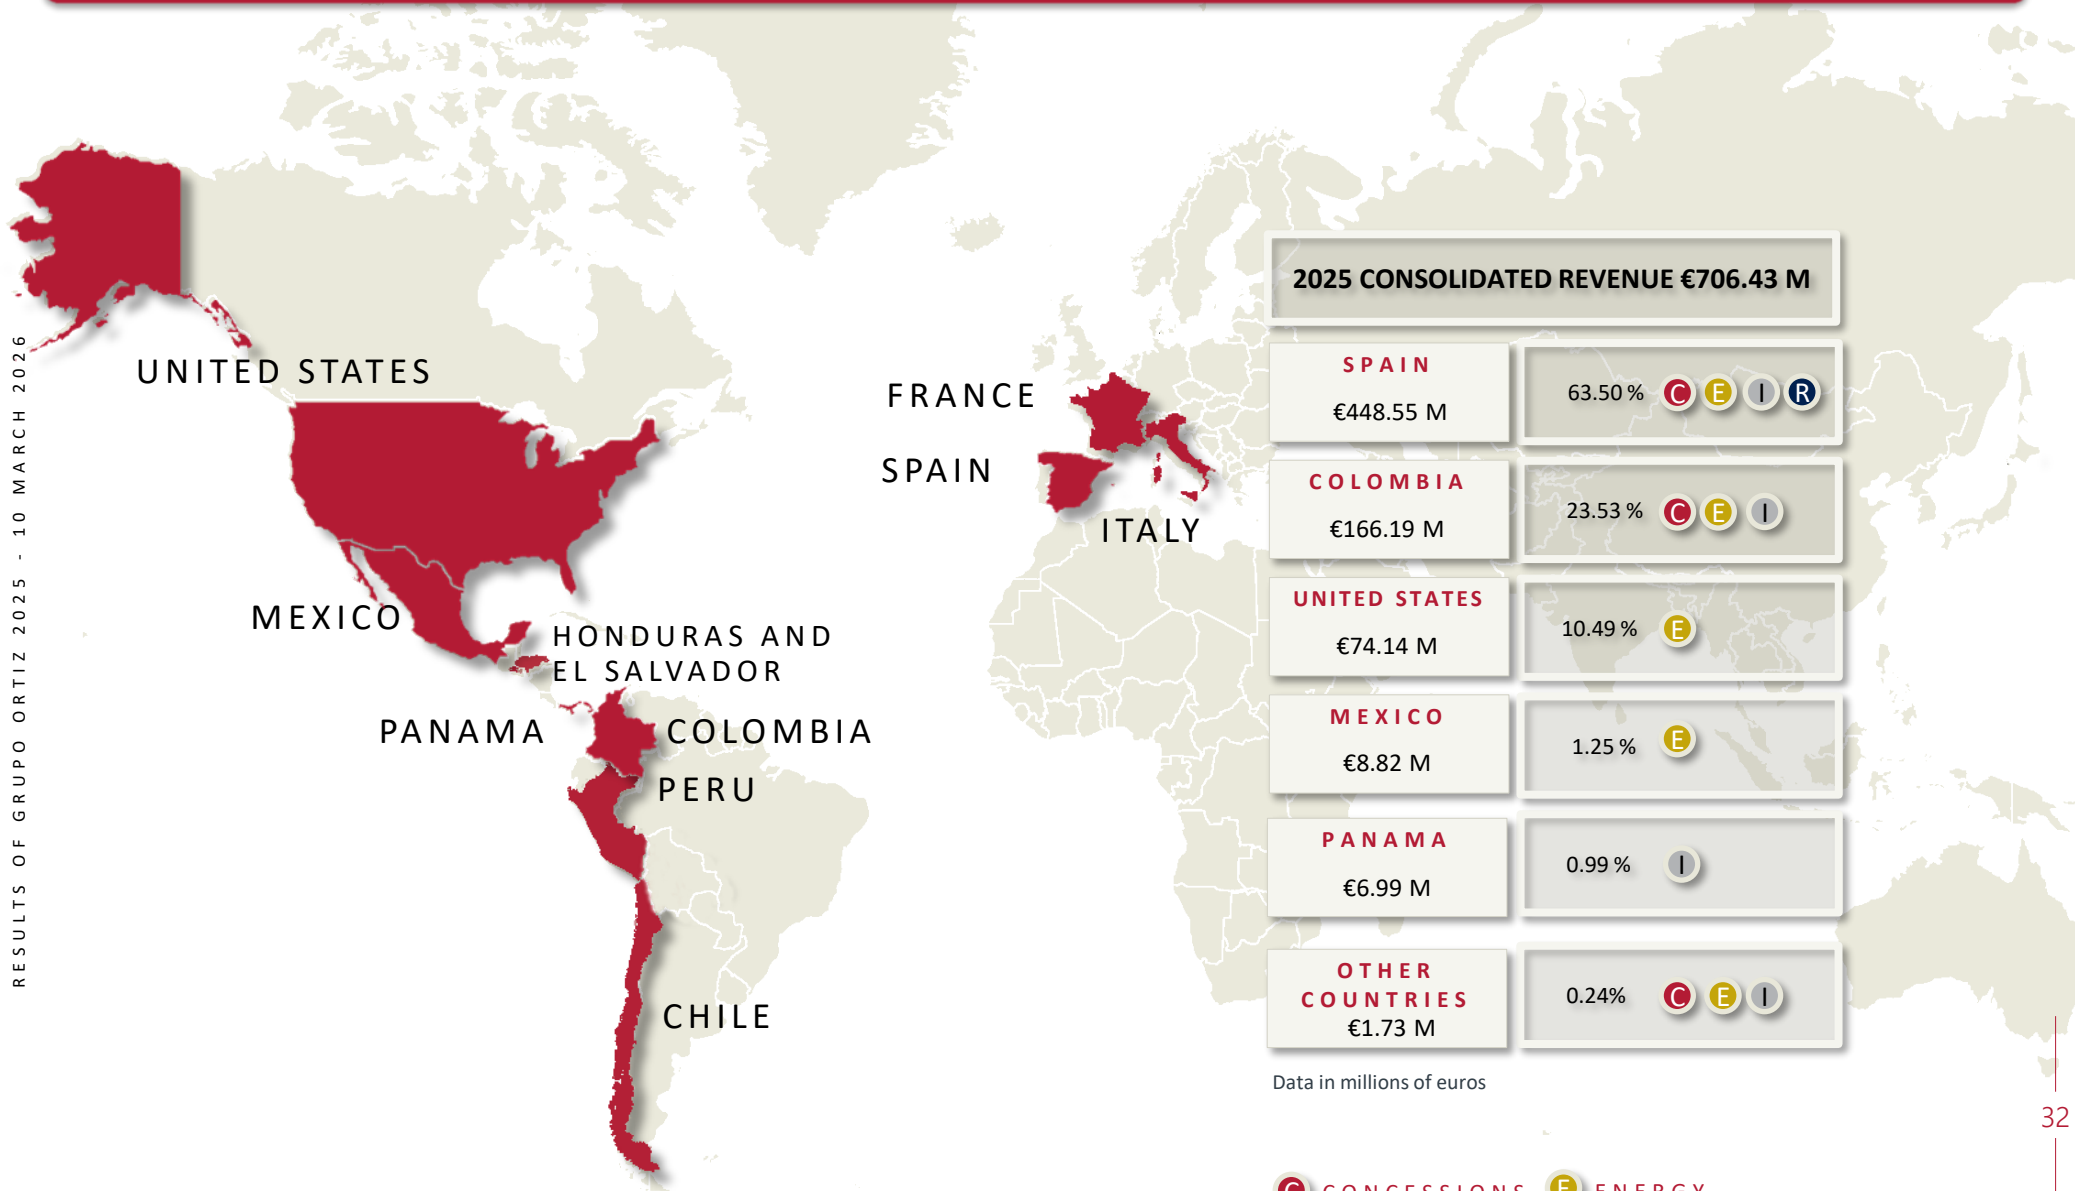 RESULTS OF GRUPO ORTIZ 2025 - 10 MARCH 2026
UNITED STATES
MEXICO
HONDURAS AND
EL SALVADOR
PANAMA
COLOMBIA
PERU
CHILE
FRANCE
SPAIN
ITALY
2025 CONSOLIDATED REVENUE €706.43 M
SPAIN
€448.55 M
63.50 % C E I R
COLOMBIA
€166.19 M
23.53 % C E I
UNITED STATES
€74.14 M
10.49 % E
MEXICO
€8.82 M
1.25 % E
PANAMA
€6.99 M
0.99 % I
OTHER
COUNTRIES
€1.73 M
0.24% C E I
Data in millions of euros
32
C CONCESSIONS E ENERGY